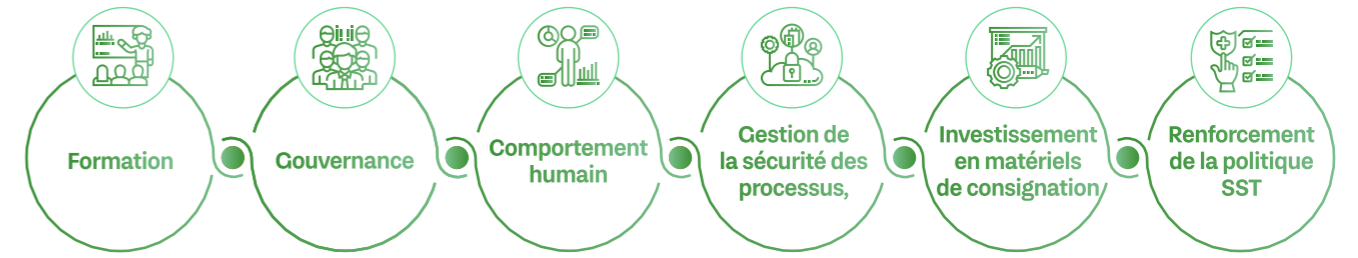 Formation
Gouvernance
Comportement
humain
Gestion de
la sécurité des
processus,
Investissement
en matériels
de consignation
Renforcement
de la politique
SST